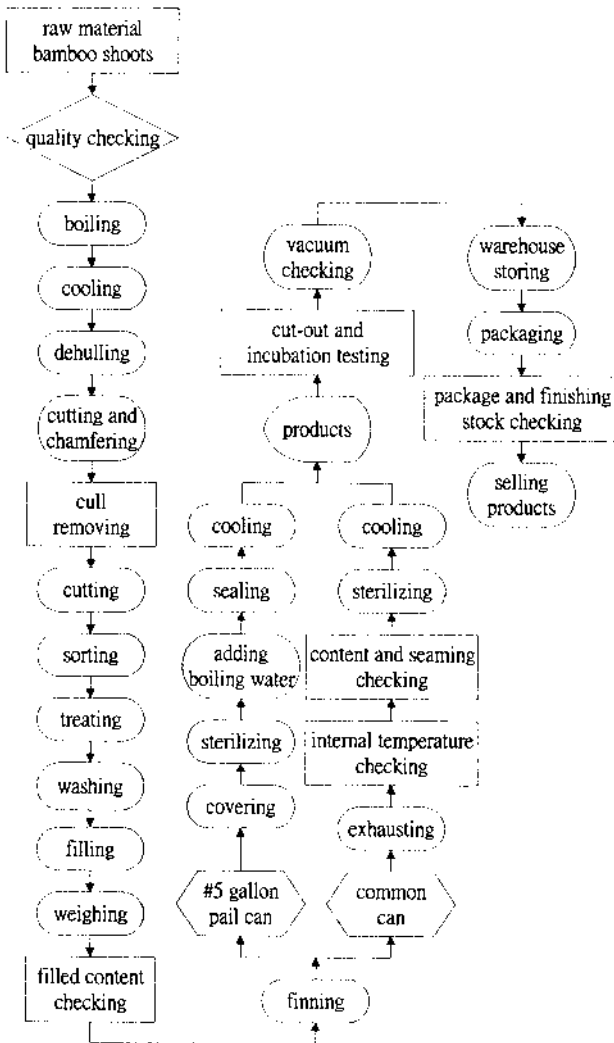 raw material
bamboo shoots
quality checking
boiling
cooling
dehulling
cutting and
chamfering
cull
removing
cutting
sorting
treating
washing
filling
weighing
filled content
checking
finning
#5 gallon
pail can
covering
sterilizing
adding
boiling water
sealing
cooling
common
can
exhausting
internal temperature
checking
content and seaming
checking
sterilizing
cooling
products
cut-out and
incubation testing
vacuum
checking
warehouse
storing
packaging
package and finishing
stock checking
selling
products